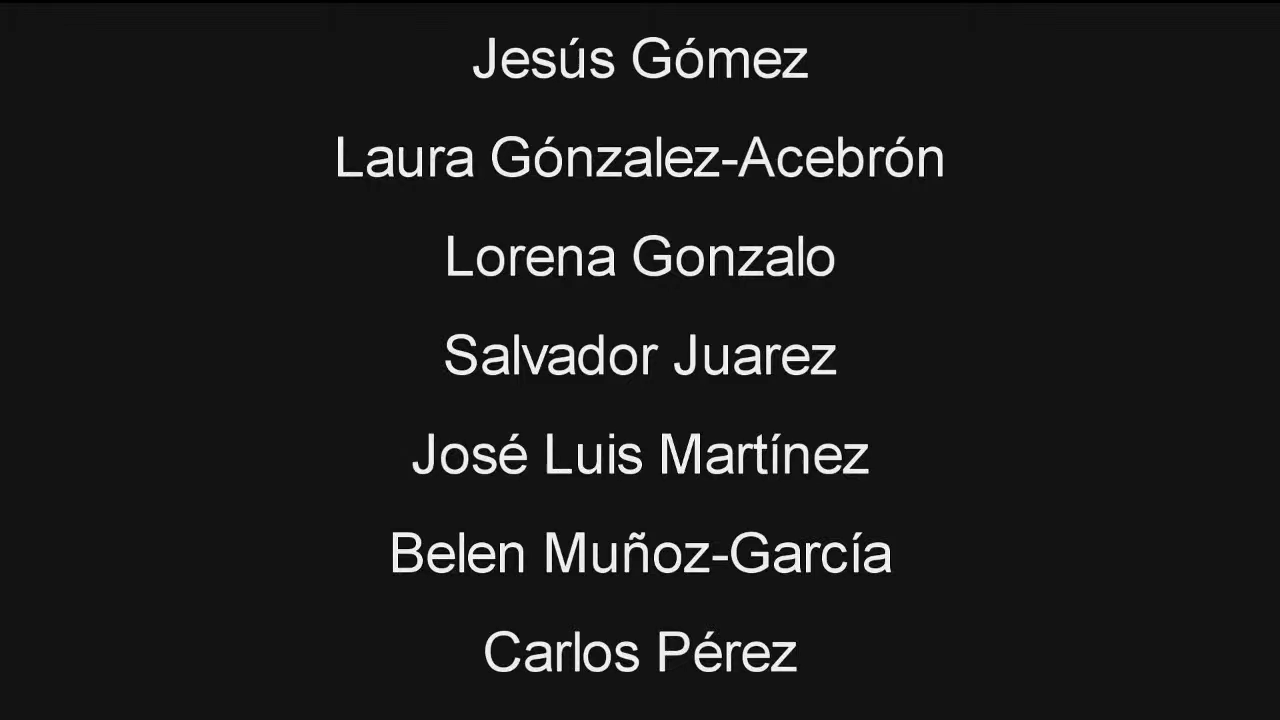 Jesús Gómez
Laura Gónzalez-Acebrón
Lorena Gonzalo
Salvador Juarez
José Luis Martínez
Belen Muñoz-García
Carlos Pérez